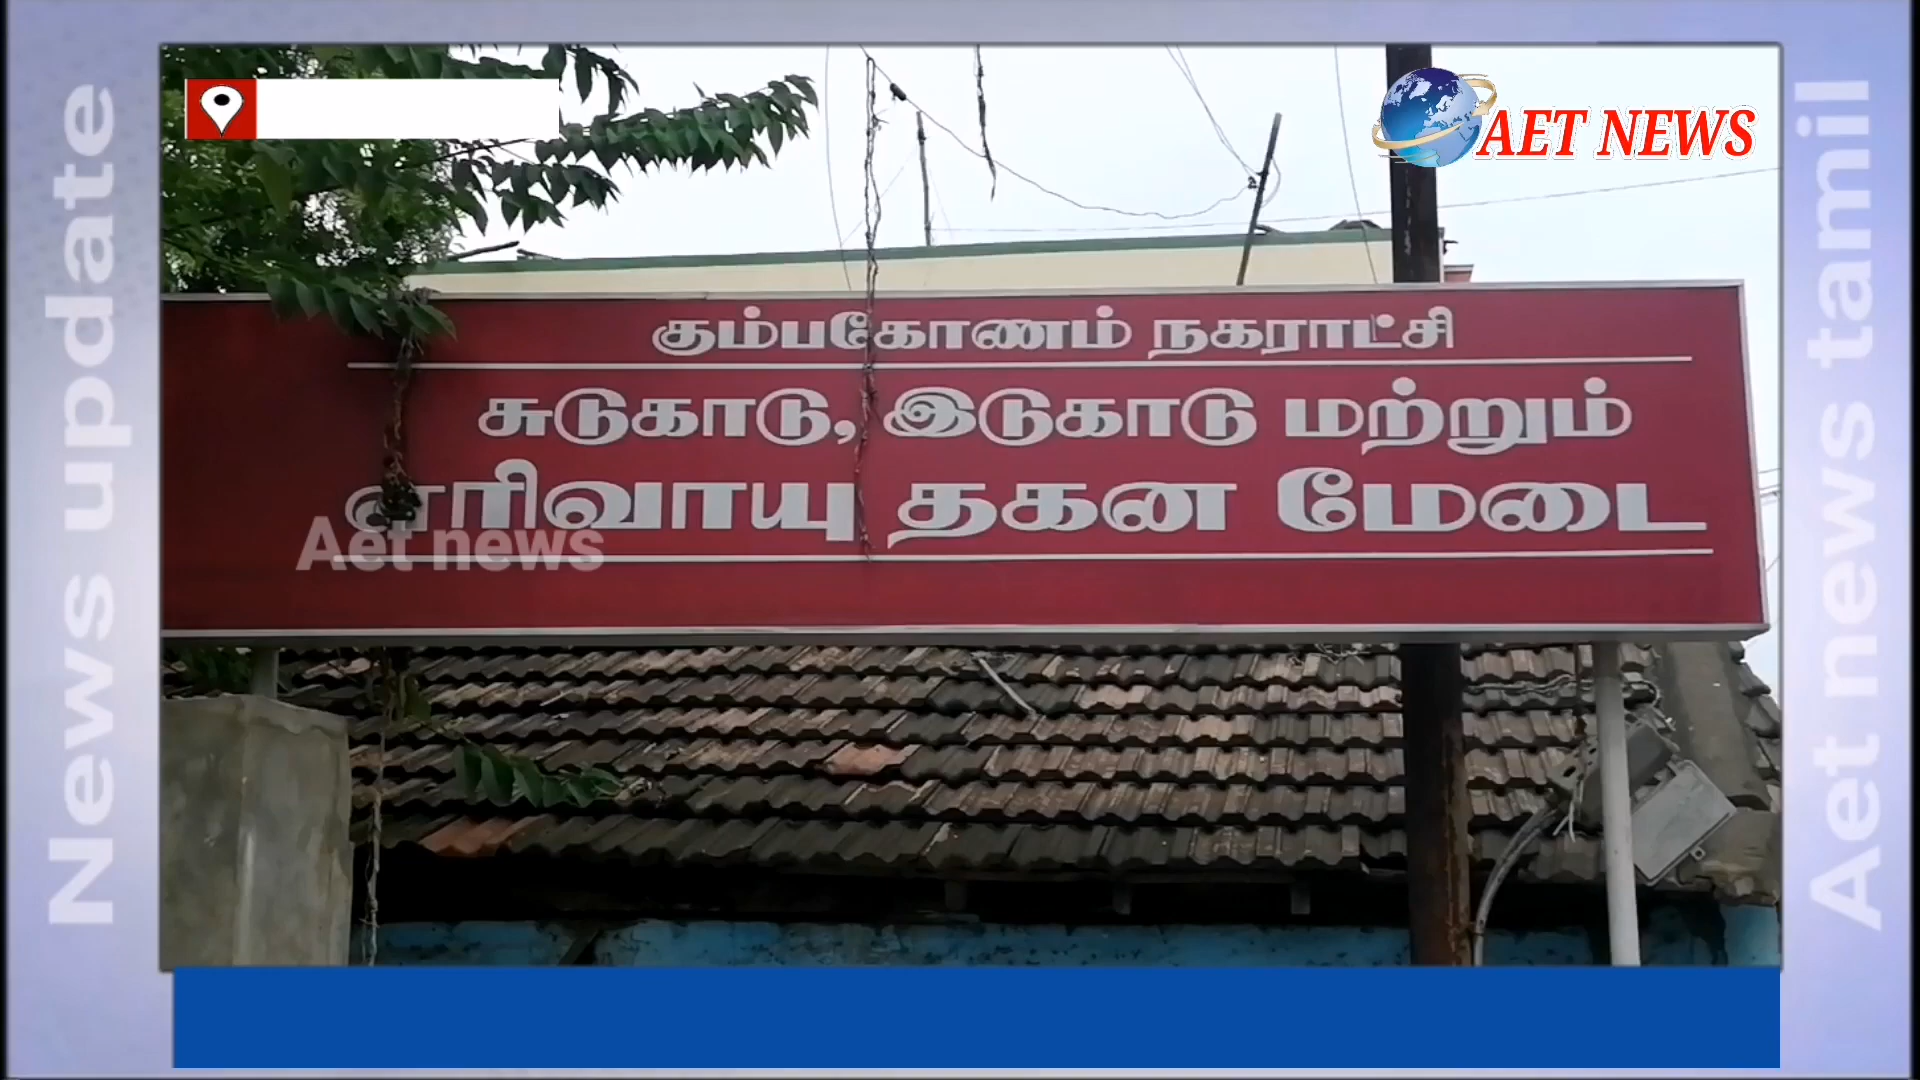 News update
AET NEWS
கும்பகோணம் நகராட்சி
சுடுகாடு, இடுகாடு மற்றும்
எரிவாயு தகன மேடை
Aet news
Aet news tamil